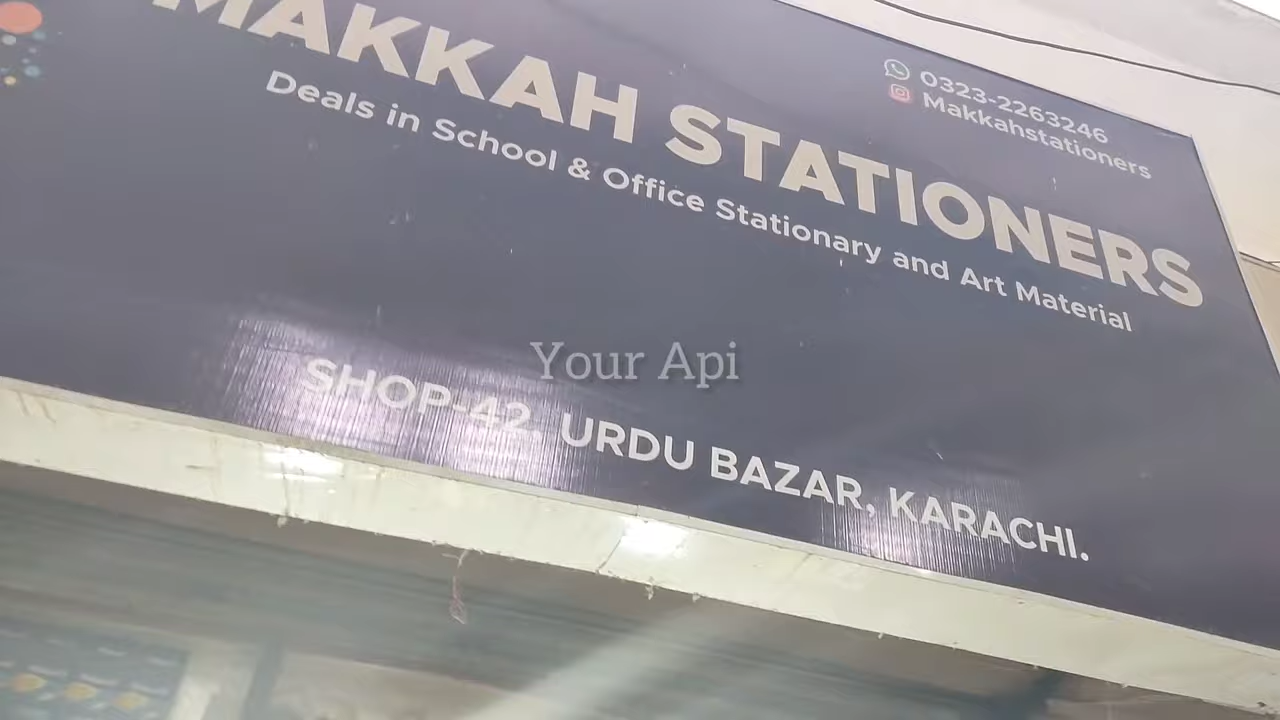 MAKKAH STATIONERS
Deals in School & Office Stationary and Art Material
0323-2263246
Makkahstationers
Your Api
SHOP-42, URDU BAZAR, KARACHI.